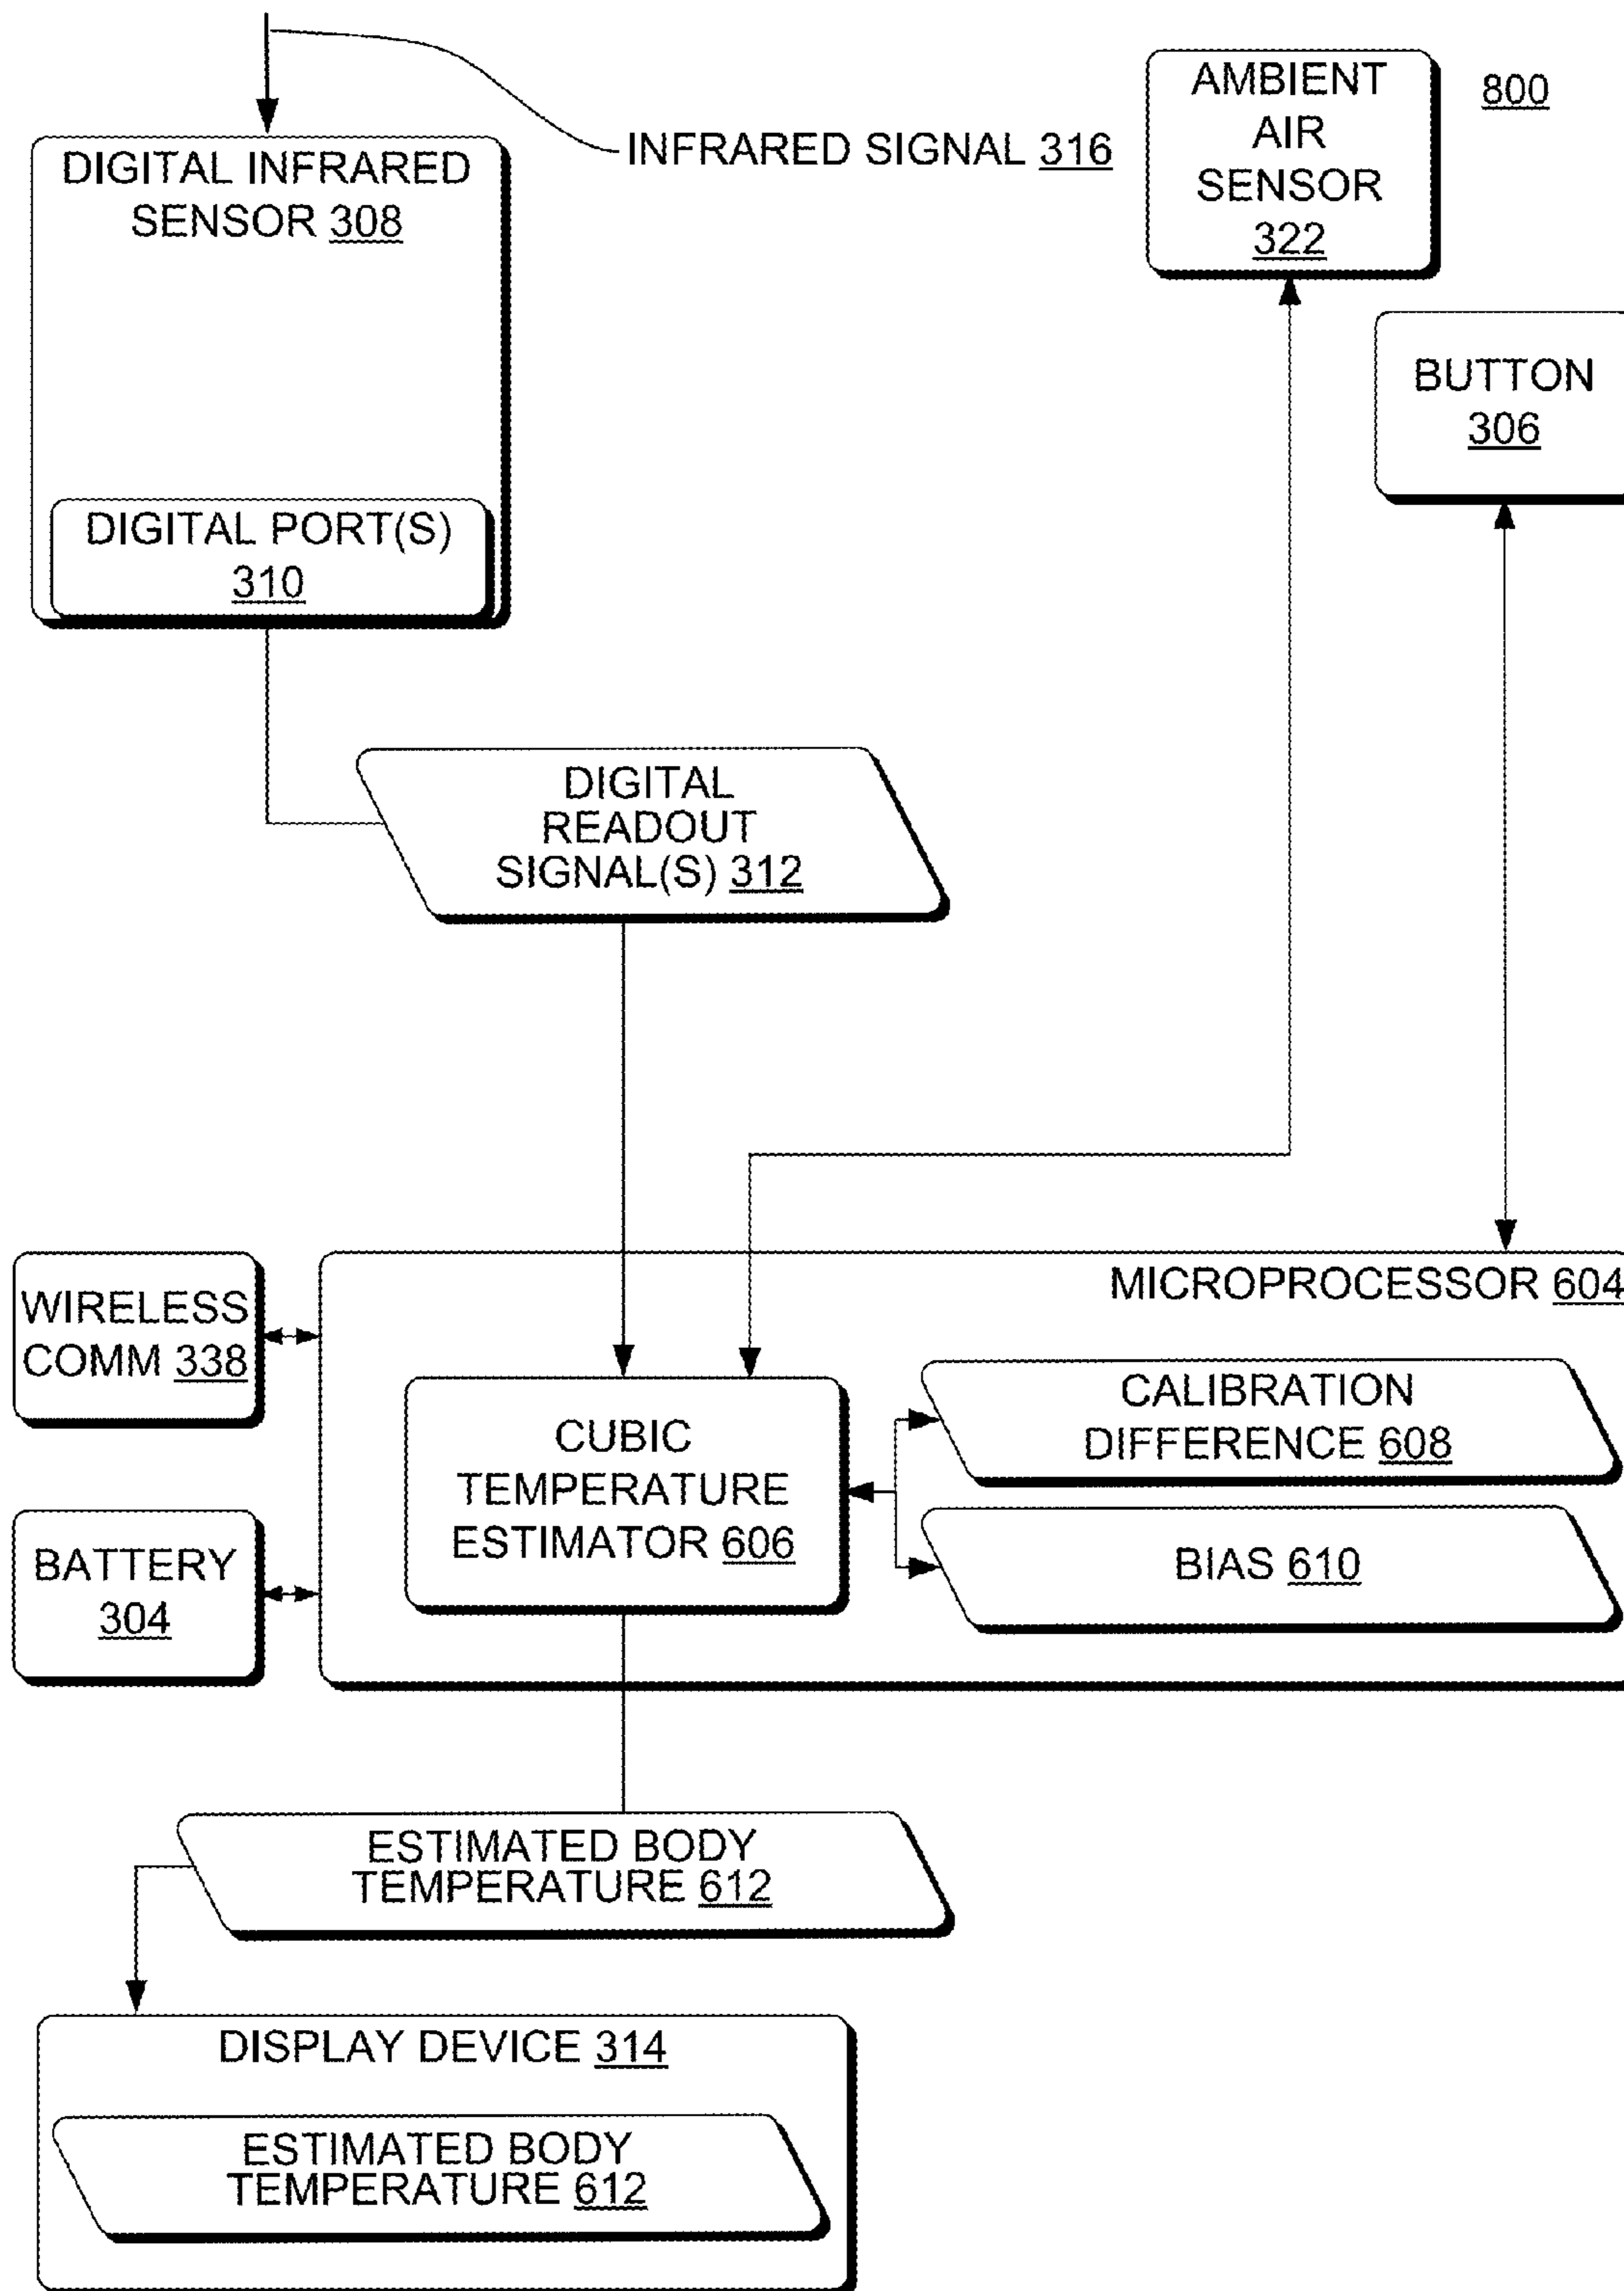 INFRARED SIGNAL 316
DIGITAL INFRARED
SENSOR 308
DIGITAL PORT(S)
310
AMBIENT
AIR
SENSOR
322
800
BUTTON
306
DIGITAL
READOUT
SIGNAL(S) 312
WIRELESS
COMM 338
BATTERY
304
MICROPROCESSOR 604
CUBIC
TEMPERATURE
ESTIMATOR 606
CALIBRATION
DIFFERENCE 608
BIAS 610
ESTIMATED BODY
TEMPERATURE 612
DISPLAY DEVICE 314
ESTIMATED BODY
TEMPERATURE 612